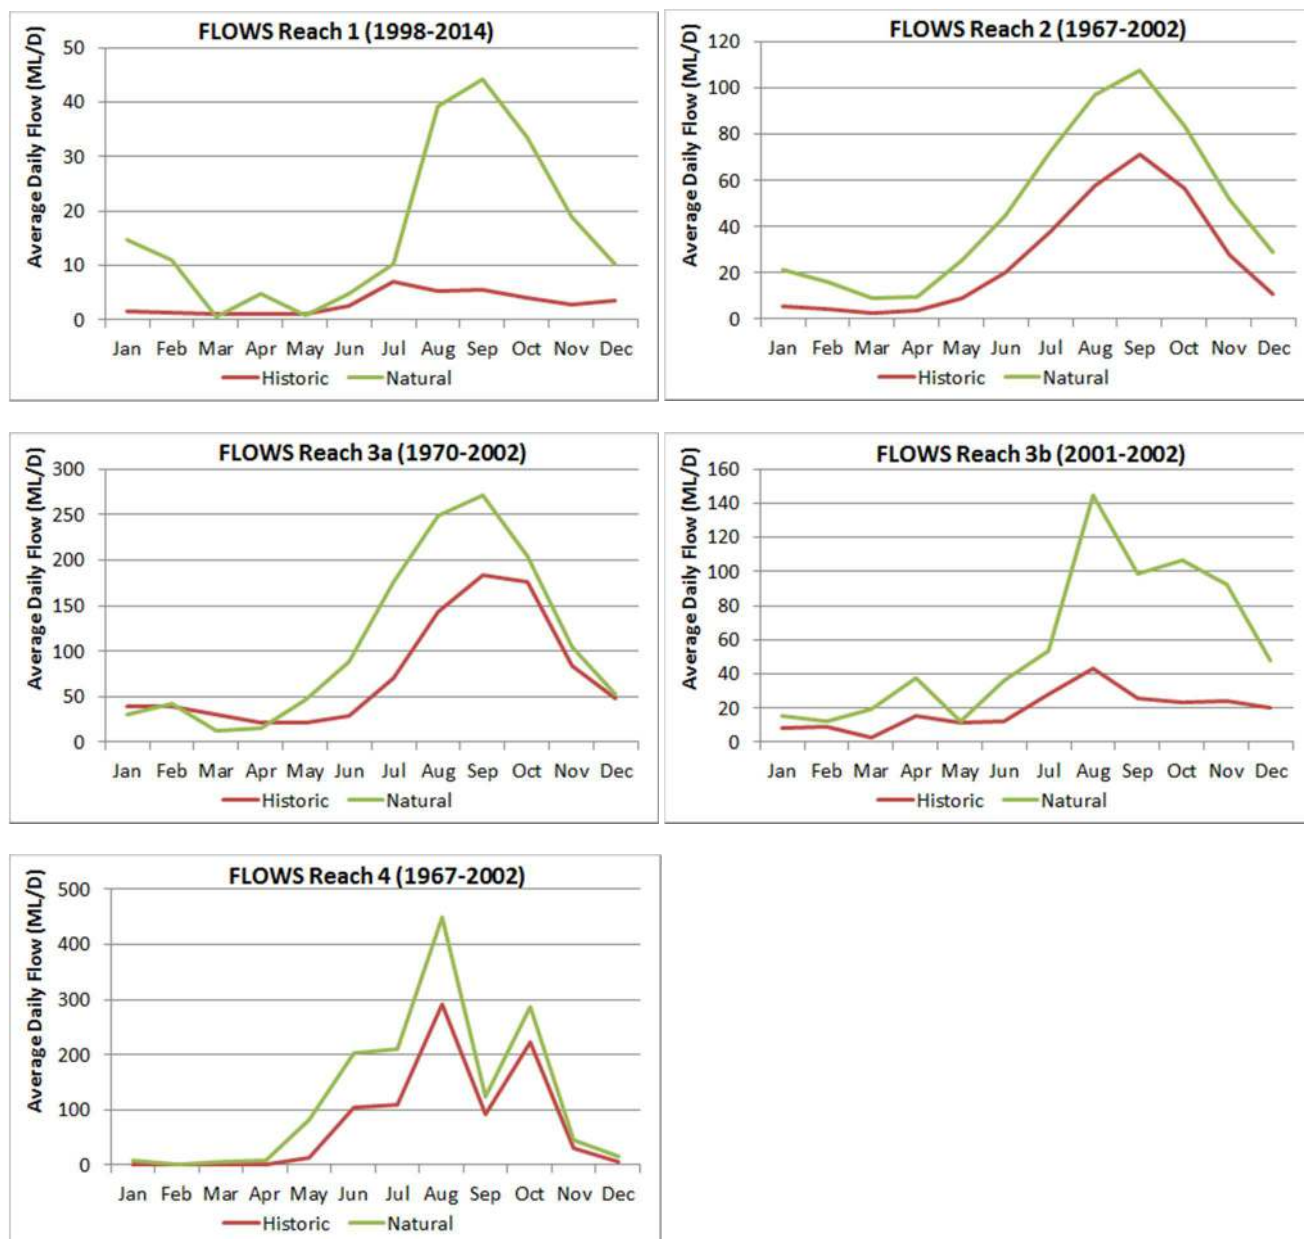 FLOWS Reach 1 (1998-2014)
Average Daily Flow (ML/D)
50
40
30
20
10
0
Jan Feb Mar Apr May Jun Jul Aug Sep Oct Nov Dec
Historic Natural
FLOWS Reach 2 (1967-2002)
Average Daily Flow (ML/D)
120
100
80
60
40
20
0
Jan Feb Mar Apr May Jun Jul Aug Sep Oct Nov Dec
Historic Natural
FLOWS Reach 3a (1970-2002)
Average Daily Flow (ML/D)
300
250
200
150
100
50
0
Jan Feb Mar Apr May Jun Jul Aug Sep Oct Nov Dec
Historic Natural
FLOWS Reach 3b (2001-2002)
Average Daily Flow (ML/D)
160
140
120
100
80
60
40
20
0
Jan Feb Mar Apr May Jun Jul Aug Sep Oct Nov Dec
Historic Natural
FLOWS Reach 4 (1967-2002)
Average Daily Flow (ML/D)
500
400
300
200
100
0
Jan Feb Mar Apr May Jun Jul Aug Sep Oct Nov Dec
Historic Natural